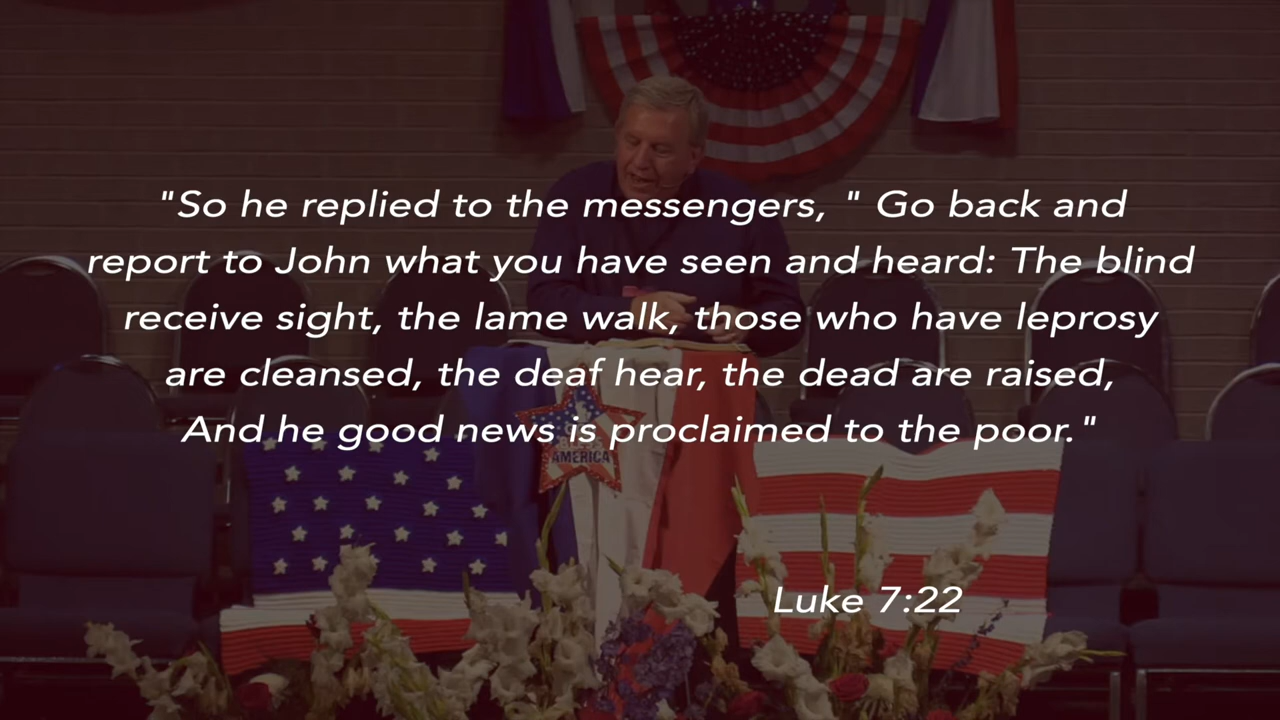 "So he replied to the messengers, " Go back and
report to John what you have seen and heard: The blind
receive sight, the lame walk, those who have leprosy
are cleansed, the deaf hear, the dead are raised,
And he good news is proclaimed to the poor."
AMERICA
Luke 7:22